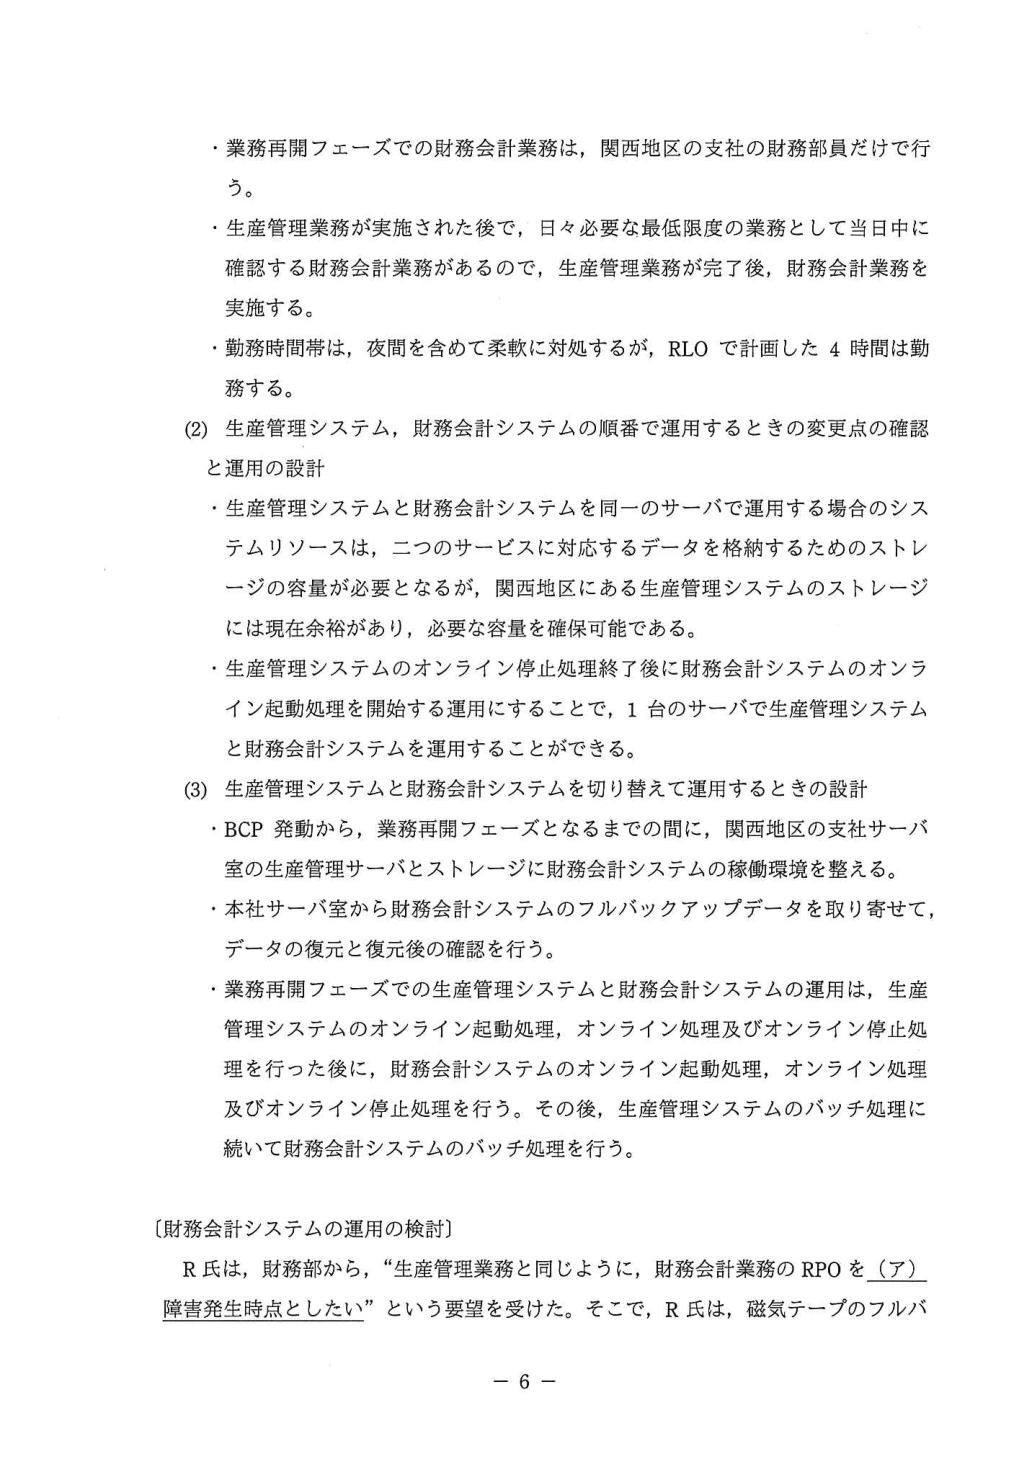 ・業務再開フェーズでの財務会計業務は，関西地区の支社の財務部員だけで行
う。
・生産管理業務が実施された後で，日々必要な最低限度の業務として当日中に
確認する財務会計業務があるので，生産管理業務が完了後，財務会計業務を
実施する。
・勤務時間帯は，夜間を含めて柔軟に対処するが，RLO で計画した 4 時間は勤
務する。
(2) 生産管理システム，財務会計システムの順番で運用するときの変更点の確認
と運用の設計
・生産管理システムと財務会計システムを同一のサーバで運用する場合のシス
テムリソースは，二つのサービスに対応するデータを格納するためのストレ
ージの容量が必要となるが，関西地区にある生産管理システムのストレージ
には現在余裕があり，必要な容量を確保可能である。
・生産管理システムのオンライン停止処理終了後に財務会計システムのオンラ
イン起動処理を開始する運用にすることで，1 台のサーバで生産管理システム
と財務会計システムを運用することができる。
(3) 生産管理システムと財務会計システムを切り替えて運用するときの設計
・BCP 発動から，業務再開フェーズとなるまでの間に，関西地区の支社サーバ
室の生産管理サーバとストレージに財務会計システムの稼働環境を整える。
・本社サーバ室から財務会計システムのフルバックアップデータを取り寄せて，
データの復元と復元後の確認を行う。
・業務再開フェーズでの生産管理システムと財務会計システムの運用は，生産
管理システムのオンライン起動処理，オンライン処理及びオンライン停止処
理を行った後に，財務会計システムのオンライン起動処理，オンライン処理
及びオンライン停止処理を行う。その後，生産管理システムのバッチ処理に
続いて財務会計システムのバッチ処理を行う。
〔財務会計システムの運用の検討〕
R 氏は，財務部から，“生産管理業務と同じように，財務会計業務の RPO を（ア）
障害発生時点としたい”という要望を受けた。そこで，R 氏は，磁気テープのフルバ
－ 6 －